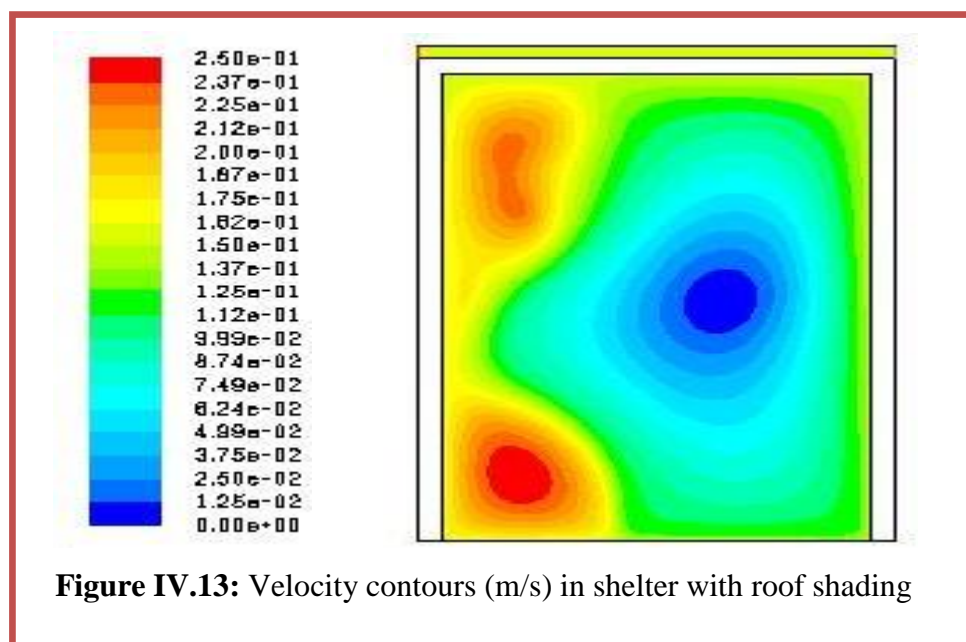 2.50e-01
2.37e-01
2.25e-01
2.12e-01
2.00e-01
1.87e-01
1.75e-01
1.62e-01
1.50e-01
1.37e-01
1.25e-01
1.12e-01
9.99e-02
8.74e-02
7.49e-02
6.24e-02
4.99e-02
3.75e-02
2.50e-02
1.25e-02
0.00e+00
Figure IV.13: Velocity contours (m/s) in shelter with roof shading